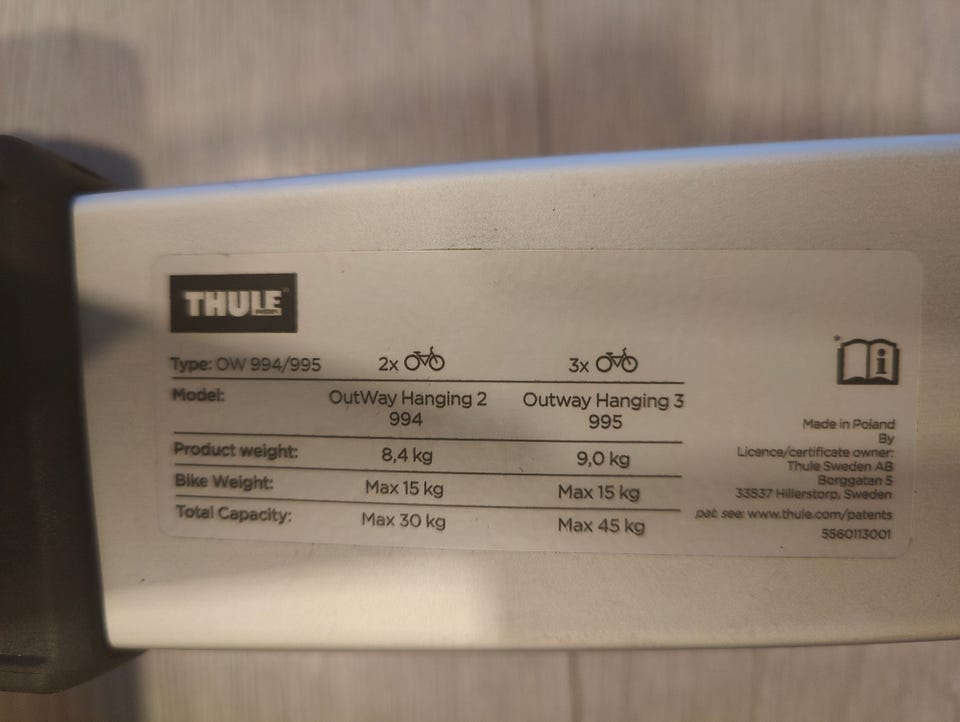 THULE
SWEDEN
Type: OW 994/995 2x 3x
Model: OutWay Hanging 2 Outway Hanging 3
994 995
Product weight: 8,4 kg 9,0 kg
Bike Weight: Max 15 kg Max 15 kg
Total Capacity: Max 30 kg Max 45 kg
Made in Poland
By
Licence/certificate owner:
Thule Sweden AB
Borggatan 5
33537 Hillerstorp, Sweden
pat. see: www.thule.com/patents
5560113001